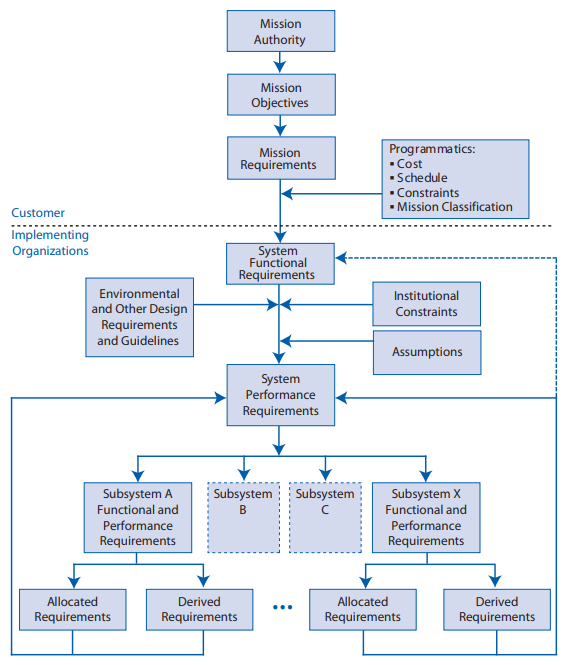 Mission
Authority
Mission
Objectives
Mission
Requirements
Programmatics:
▪ Cost
▪ Schedule
▪ Constraints
▪ Mission Classification
Customer
Implementing
Organizations
System
Functional
Requirements
Environmental
and Other Design
Requirements
and Guidelines
Institutional
Constraints
Assumptions
System
Performance
Requirements
Subsystem A
Functional and
Performance
Requirements
Subsystem
B
Subsystem
C
Subsystem X
Functional and
Performance
Requirements
Allocated
Requirements
Derived
Requirements
•••
Allocated
Requirements
Derived
Requirements